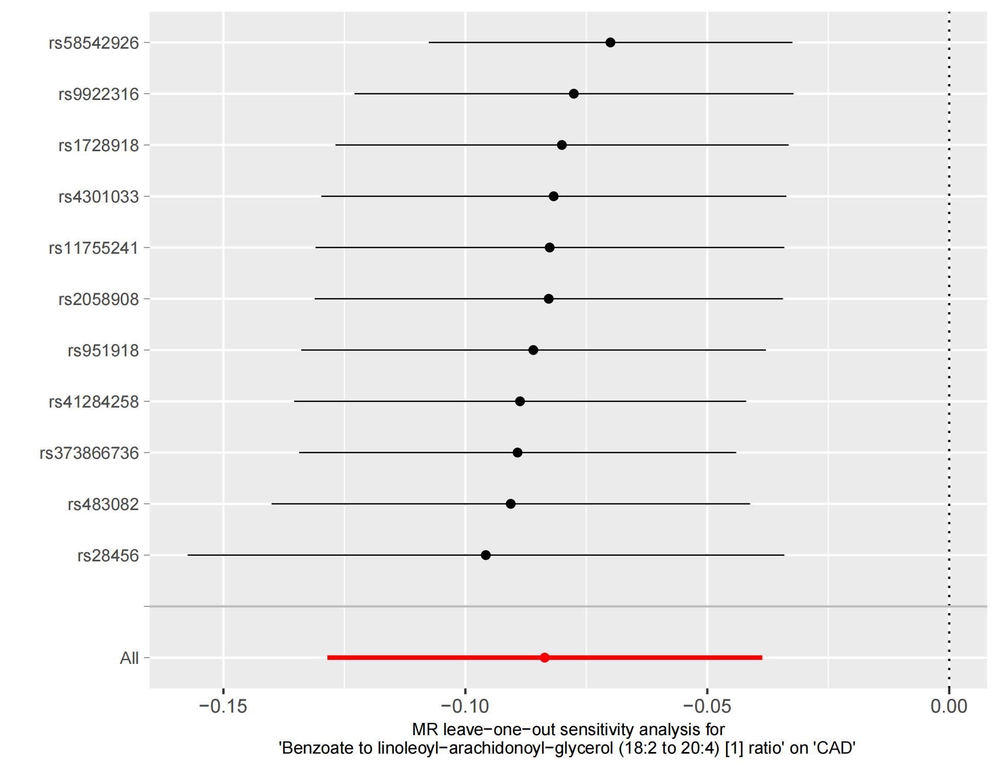 rs58542926
rs9922316
rs1728918
rs4301033
rs11755241
rs2058908
rs951918
rs41284258
rs373866736
rs483082
rs28456
All
−0.15 −0.10 −0.05 0.00
MR leave−one−out sensitivity analysis for
'Benzoate to linoleoyl−arachidonoyl−glycerol (18:2 to 20:4) [1] ratio' on 'CAD'